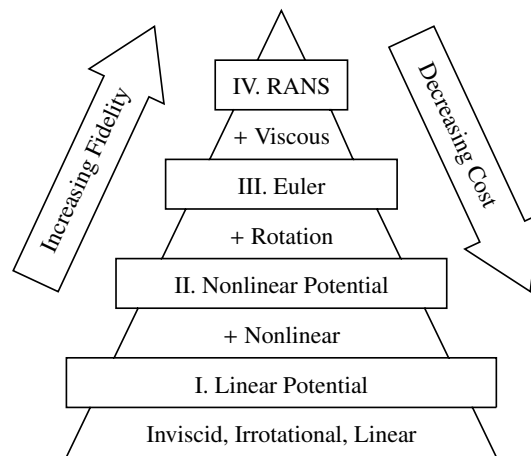 IV. RANS
+ Viscous
III. Euler
+ Rotation
II. Nonlinear Potential
+ Nonlinear
I. Linear Potential
Inviscid, Irrotational, Linear
Increasing Fidelity
Decreasing Cost